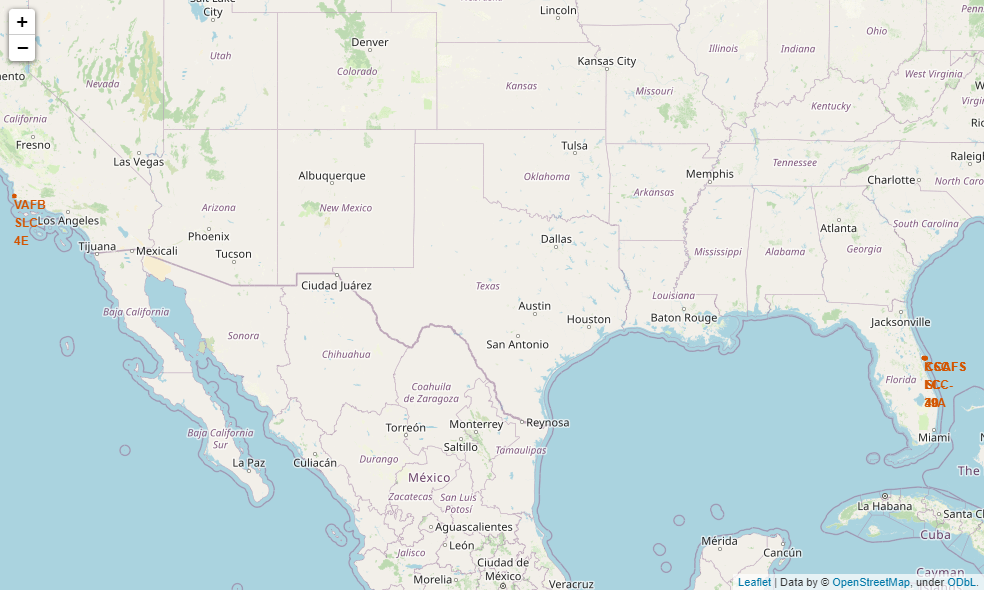 +
−
Salt Lake
City
Lincoln
Denver
Utah
Colorado
Nevada
Kansas City
Kansas
Missouri
Illinois
Indiana
Ohio
West Virginia
Kentucky
California
Fresno
Las Vegas
Tulsa
Albuquerque
Oklahoma
Memphis
Tennessee
Charlotte
Raleigh
North Caro
Arkansas
VAFB
SLC-
4E
Los Angeles
Arizona
New Mexico
Phoenix
Tucson
Tijuana
Mexicali
Dallas
Mississippi
Alabama
Atlanta
Georgia
South Carolina
Ciudad Juárez
Texas
Louisiana
Austin
Houston
Baton Rouge
San Antonio
Jacksonville
Baja California
Sonora
Chihuahua
Coahuila
de Zaragoza
CCAFS
Florida
Miami
Torreón
Monterrey
Reynosa
Saltillo
Tamaulipas
Baja California
Sur
La Paz
Culiacán
Durango
México
Zacatecas
San Luis
Potosí
The
La Habana
Santa Cl
Cuba
Aguascalientes
León
Jalisco
Ciudad de
México
Morelia
Veracruz
Mérida
Cancún
Cayman
Leaflet | Data by © OpenStreetMap, under ODbL.